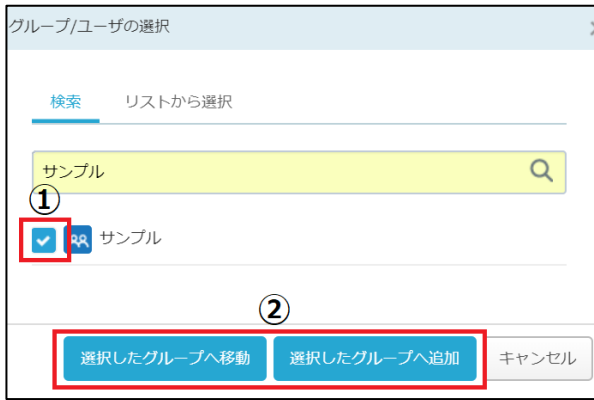 グループ/ユーザの選択
検索 リストから選択
サンプル
①
サンプル
②
選択したグループへ移動 選択したグループへ追加 キャンセル